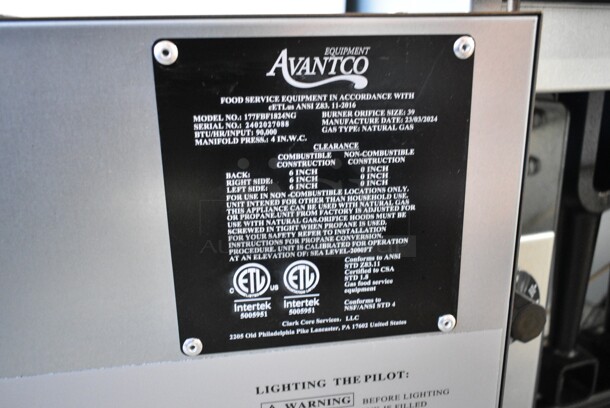 EQUIPMENT
AVANTCO
FOOD SERVICE EQUIPMENT IN ACCORDANCE WITH
cETLus ANSI Z83. 11-2016
MODEL NO.: 177FBF1824NG BURNER ORIFICE SIZE: 39
SERIAL NO.: 2403027088 MANUFACTURE DATE: 23/03/2024
BTU/HR/INPUT: 90,000 GAS TYPE: NATURAL GAS
MANIFOLD PRESS.: 4 IN.W.C.
CLEARANCE
COMBUSTIBLE NON-COMBUSTIBLE
CONSTRUCTION CONSTRUCTION
BACK: 6 INCH 0 INCH
RIGHT SIDE: 6 INCH 0 INCH
LEFT SIDE: 6 INCH 0 INCH
FOR USE IN NON-COMBUSTIBLE LOCATIONS ONLY.
UNIT INTENED FOR OTHER THAN HOUSEHOLD USE.
THIS APPLIANCE CAN BE USED WITH NATURAL GAS
OR PROPANE.UNIT FROM FACTORY IS ADJUSTED FOR
USE WITH NATURAL GAS.ORIFICE HOODS MUST BE
SCREWED IN TIGHT WHEN PROPANE IS USED.
FOR YOUR SAFETY REFER TO INSTALLATION
INSTRUCTIONS FOR PROPANE CONVERSION.
PROCEDURE. UNIT IS CALIBRATED FOR OPERATION
AT AN ELEVATION OF: SEA LEVEL-2000FT
C ETL US ETL
Intertek Intertek
5005951 5005951
Conforms to ANSI
STD Z83.11
Certified to CSA
STD 1.8
Gas food service
equipment
Conforms to
NSF/ANSI STD 4
Clark Core Services, LLC
2205 Old Philadelphia Pike Lancaster, PA 17602 United States
LIGHTING THE PILOT:
WARNING BEFORE LIGHTING
IS FILLED